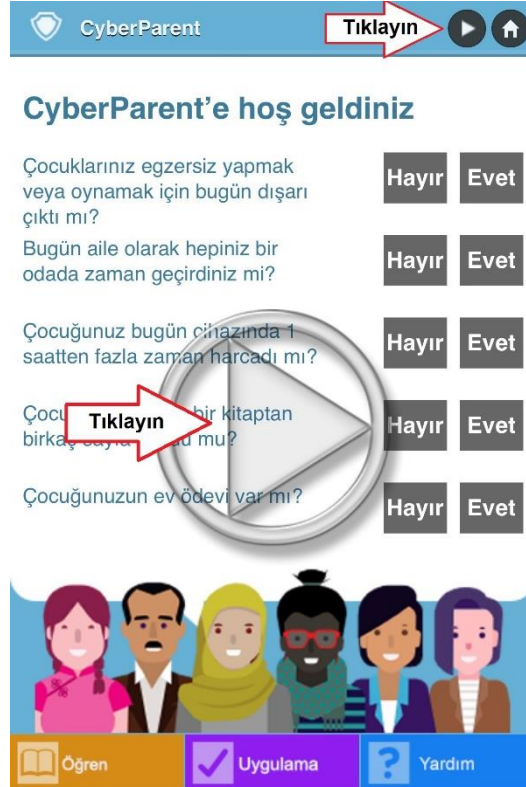 CyberParent
Tıklayın
CyberParent'e hoş geldiniz
Çocuklarınız egzersiz yapmak
veya oynamak için bugün dışarı
çıktı mı?
Hayır Evet
Bugün aile olarak hepiniz bir
odada zaman geçirdiniz mi?
Hayır Evet
Çocuğunuz bugün cihazında 1
saatten fazla zaman harcadı mı?
Hayır Evet
Tıklayın
bir kitaptan
mu?
Hayır Evet
Çocuğunuzun ev ödevi var mı?
Hayır Evet
Öğren
Uygulama
Yardım